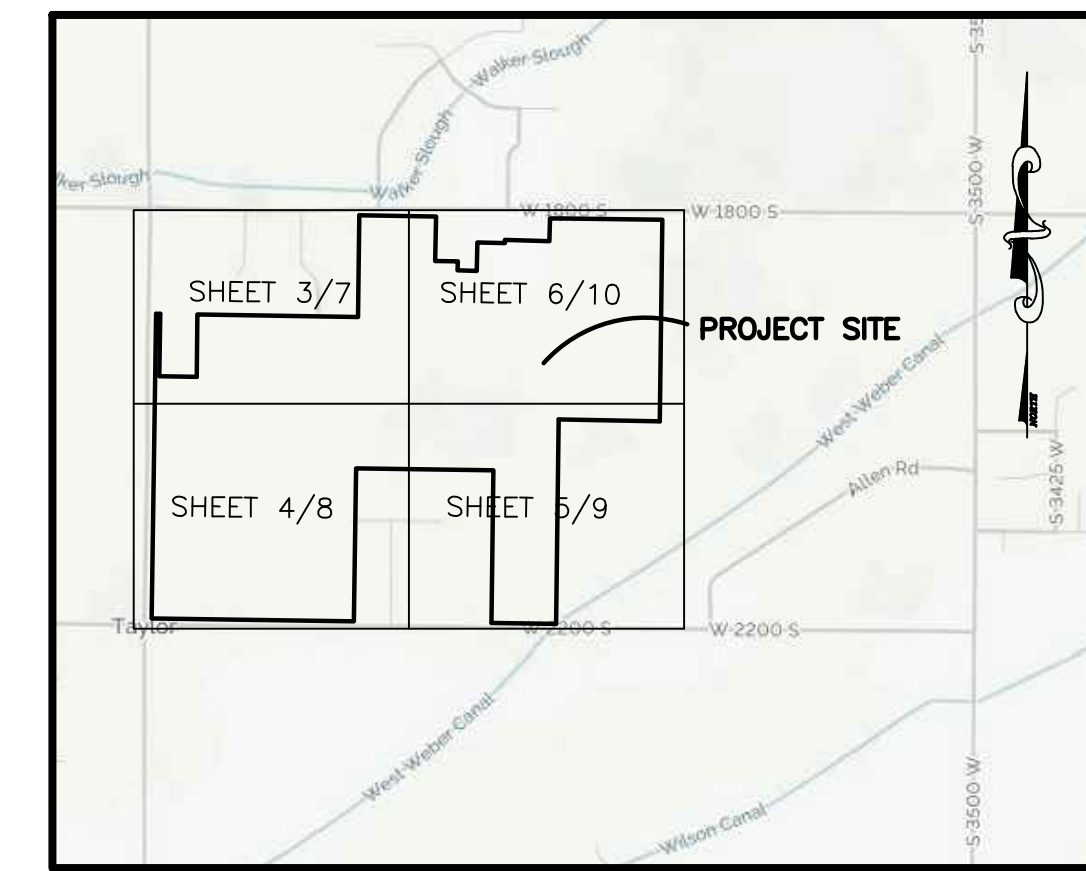 S 35
Walker Slough
Walker Slough
ker Slough
Walker Slough
S 3500 W
W 1800 S
W 1800 S
SHEET 3/7
SHEET 6/10
PROJECT SITE
NORTH
West Weber Canal
Allen Rd
S 3425 W
SHEET 4/8
SHEET 5/9
Taylor
W 2200 S
W 2200 S
West Weber Canal
Wilson Canal
S 3500 W